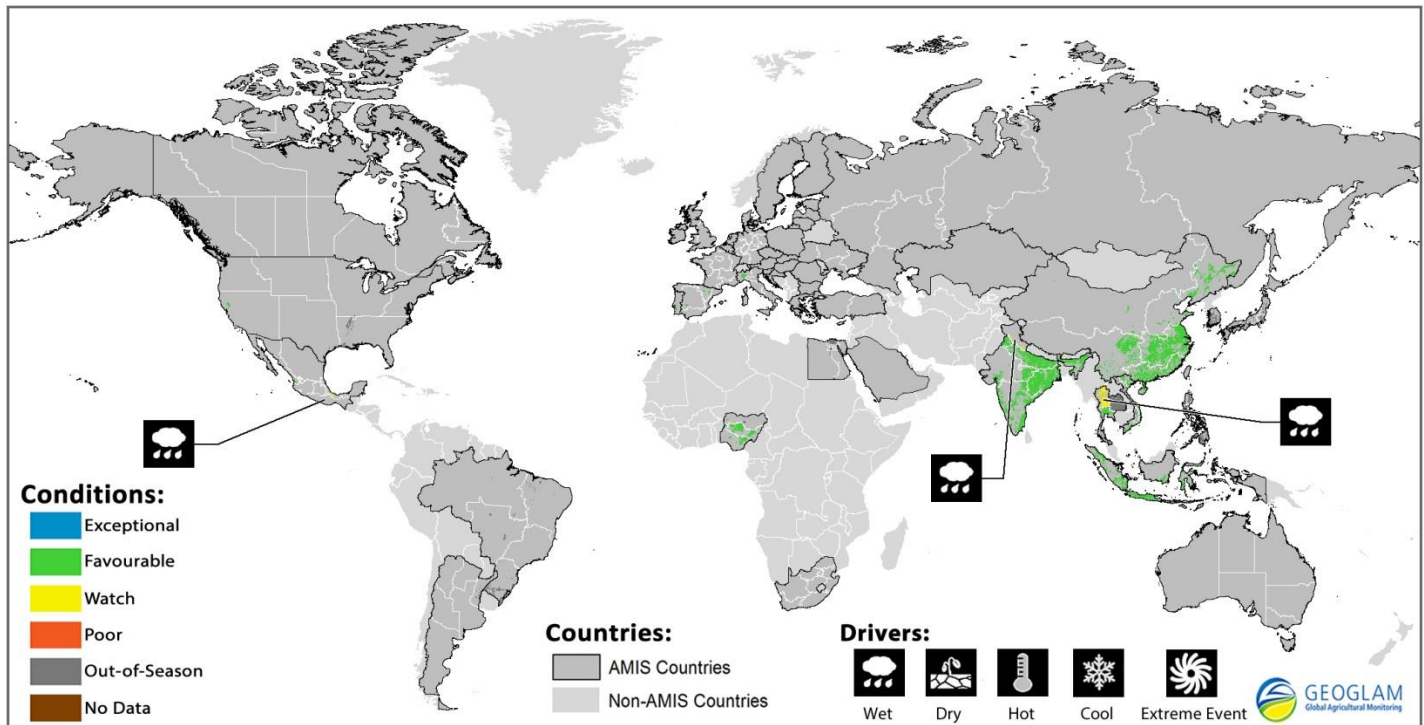 Conditions:
Exceptional
Favourable
Watch
Poor
Out-of-Season
No Data
Countries:
AMIS Countries
Non-AMIS Countries
Drivers:
Wet
Dry
Hot
Cool
Extreme Event
GEOGLAM
Global Agricultural Monitoring